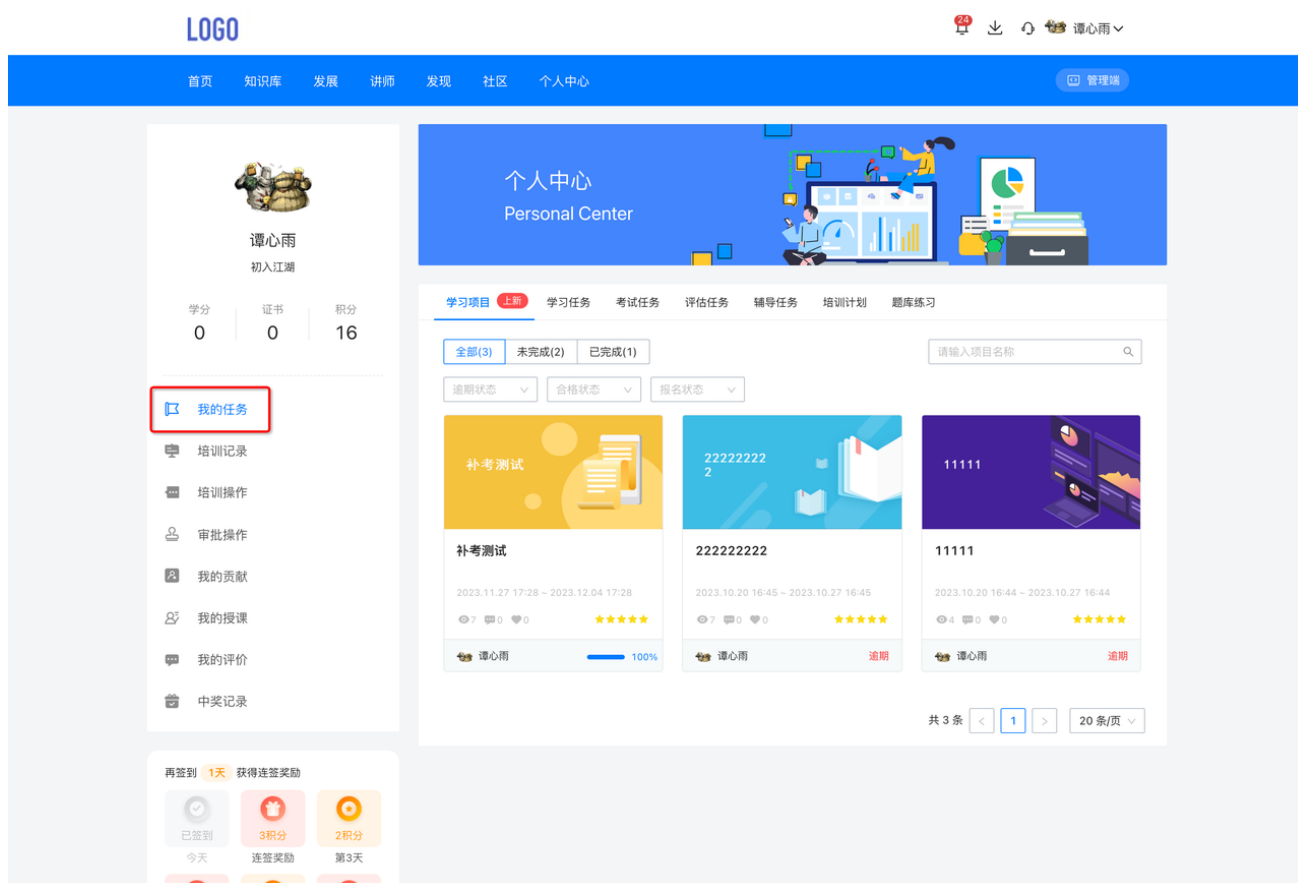 LOGO
24
谭心雨
首页 知识库 发展 讲师 发现 社区 个人中心
管理端
谭心雨
初入江湖
学分 证书 积分
0 0 16
我的任务
培训记录
培训操作
审批操作
我的贡献
我的授课
我的评价
中奖记录
再签到 1天 获得连签奖励
已签到 3积分 2积分
今天 连签奖励 第3天
个人中心
Personal Center
学习项目 上新 学习任务 考试任务 评估任务 辅导任务 培训计划 题库练习
全部(3) 未完成(2) 已完成(1)
请输入项目名称
逾期状态 合格状态 报名状态
补考测试
补考测试
2023.11.27 17:28 ~ 2023.12.04 17:28
7 0 0
谭心雨 100%
22222222
2
222222222
2023.10.20 16:45 ~ 2023.10.27 16:45
7 0 0
谭心雨 逾期
11111
11111
2023.10.20 16:44 ~ 2023.10.27 16:44
4 0 0
谭心雨 逾期
共 3 条 < 1 > 20 条/页